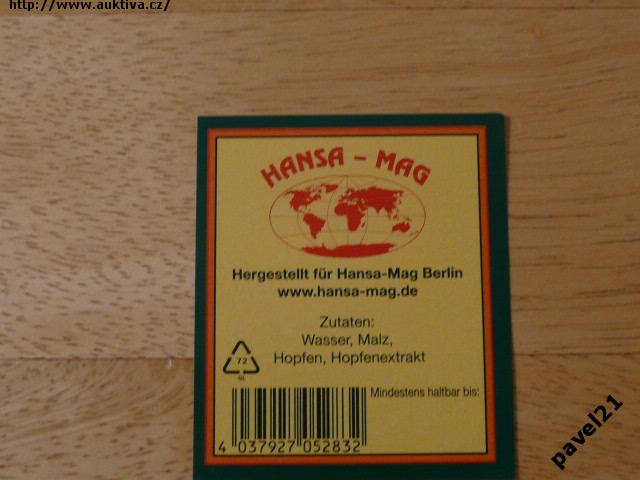 http://www.auktiva.cz/
HANSA - MAG
Hergestellt für Hansa-Mag Berlin
www.hansa-mag.de
Zutaten:
Wasser, Malz,
Hopfen, Hopfenextrakt
72
NL
Mindestens haltbar bis:
4 037927 052832
pavel21